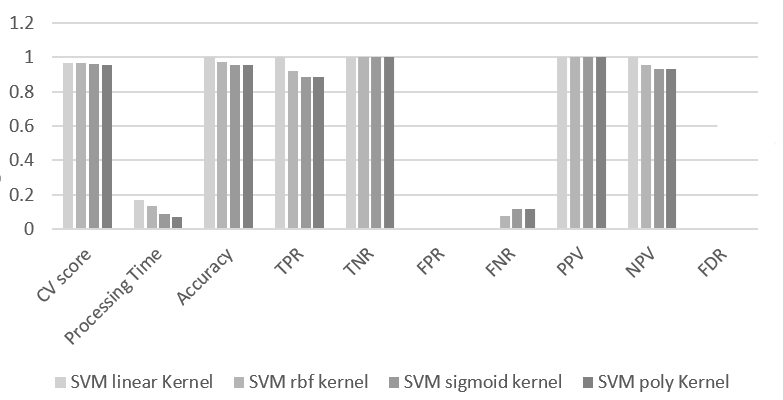 1.2
1
0.8
0.6
0.4
0.2
0
CV score
Processing Time
Accuracy
TPR
TNR
FPR
FNR
PPV
NPV
FDR
SVM linear Kernel
SVM rbf kernel
SVM sigmoid kernel
SVM poly Kernel